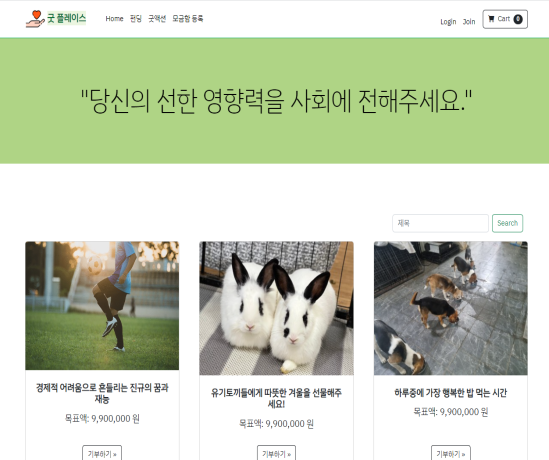 굿 플레이스 Home 펀딩 굿액션 모금함 등록 Login Join Cart 0
"당신의 선한 영향력을 사회에 전해주세요."
제목 Search
경제적 어려움으로 흔들리는 진규의 꿈과
재능
목표액: 9,900,000 원
기부하기 »
유기토끼들에게 따뜻한 겨울을 선물해주
세요!
목표액: 9,900,000 원
기부하기 »
하루중에 가장 행복한 밥 먹는 시간
목표액: 9,900,000 원
기부하기 »